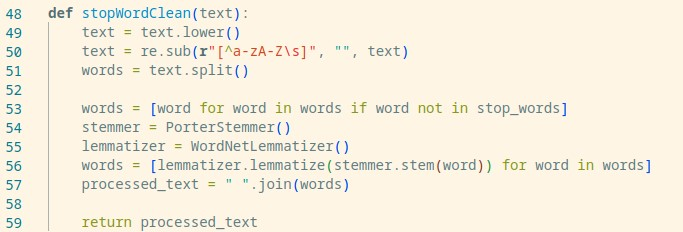 48 def stopWordClean(text):
49     text = text.lower()
50     text = re.sub(r"[^a-zA-Z\s]", "", text)
51     words = text.split()
52
53     words = [word for word in words if word not in stop_words]
54     stemmer = PorterStemmer()
55     lemmatizer = WordNetLemmatizer()
56     words = [lemmatizer.lemmatize(stemmer.stem(word)) for word in words]
57     processed_text = " ".join(words)
58
59     return processed_text